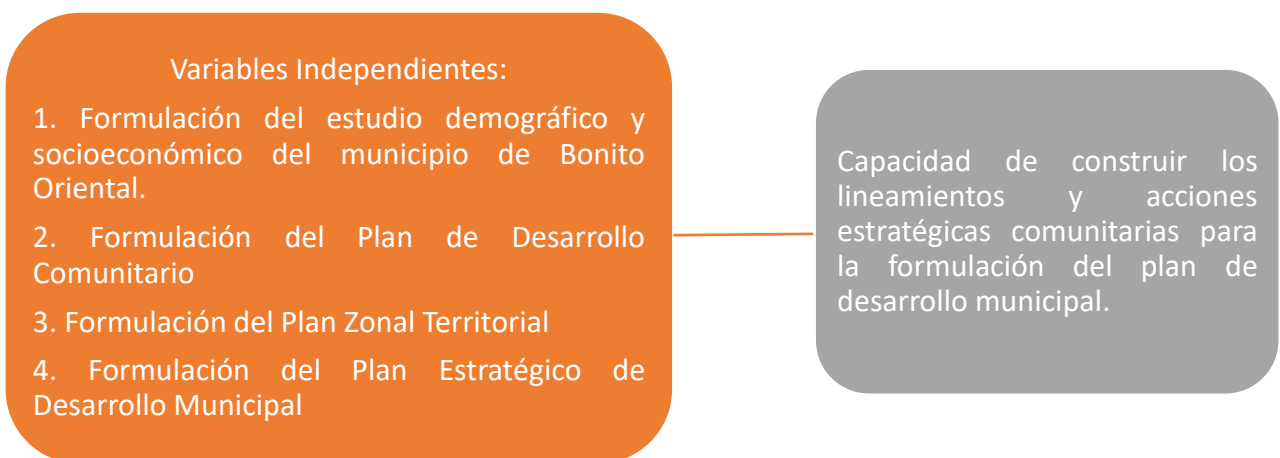 Variables Independientes:
1. Formulación del estudio demográfico y
socioeconómico del municipio de Bonito
Oriental.
2. Formulación del Plan de Desarrollo
Comunitario
3. Formulación del Plan Zonal Territorial
4. Formulación del Plan Estratégico de
Desarrollo Municipal
Capacidad de construir los
lineamientos y acciones
estratégicas comunitarias para
la formulación del plan de
desarrollo municipal.